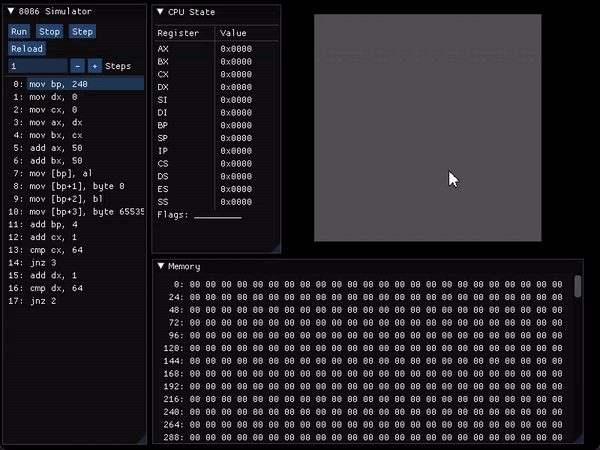 8086 Simulator
Run Stop Step
Reload
1 - + Steps
0: mov bp, 240
1: mov dx, 0
2: mov cx, 0
3: mov ax, dx
4: mov bx, cx
5: add ax, 50
6: add bx, 50
7: mov [bp], al
8: mov [bp+1], byte 0
9: mov [bp+2], bl
10: mov [bp+3], byte 65535
11: add bp, 4
12: add cx, 1
13: cmp cx, 64
14: jnz 3
15: add dx, 1
16: cmp dx, 64
17: jnz 2
CPU State
Register Value
AX 0x0000
BX 0x0000
CX 0x0000
DX 0x0000
SI 0x0000
DI 0x0000
BP 0x0000
SP 0x0000
IP 0x0000
CS 0x0000
DS 0x0000
ES 0x0000
SS 0x0000
Flags: _________
Memory
0: 00 00 00 00 00 00 00 00 00 00 00 00 00 00 00 00 00 00 00 00 00 00 00 00
24: 00 00 00 00 00 00 00 00 00 00 00 00 00 00 00 00 00 00 00 00 00 00 00 00
48: 00 00 00 00 00 00 00 00 00 00 00 00 00 00 00 00 00 00 00 00 00 00 00 00
72: 00 00 00 00 00 00 00 00 00 00 00 00 00 00 00 00 00 00 00 00 00 00 00 00
96: 00 00 00 00 00 00 00 00 00 00 00 00 00 00 00 00 00 00 00 00 00 00 00 00
120: 00 00 00 00 00 00 00 00 00 00 00 00 00 00 00 00 00 00 00 00 00 00 00 00
144: 00 00 00 00 00 00 00 00 00 00 00 00 00 00 00 00 00 00 00 00 00 00 00 00
168: 00 00 00 00 00 00 00 00 00 00 00 00 00 00 00 00 00 00 00 00 00 00 00 00
192: 00 00 00 00 00 00 00 00 00 00 00 00 00 00 00 00 00 00 00 00 00 00 00 00
216: 00 00 00 00 00 00 00 00 00 00 00 00 00 00 00 00 00 00 00 00 00 00 00 00
240: 00 00 00 00 00 00 00 00 00 00 00 00 00 00 00 00 00 00 00 00 00 00 00 00
264: 00 00 00 00 00 00 00 00 00 00 00 00 00 00 00 00 00 00 00 00 00 00 00 00
288: 00 00 00 00 00 00 00 00 00 00 00 00 00 00 00 00 00 00 00 00 00 00 00 00